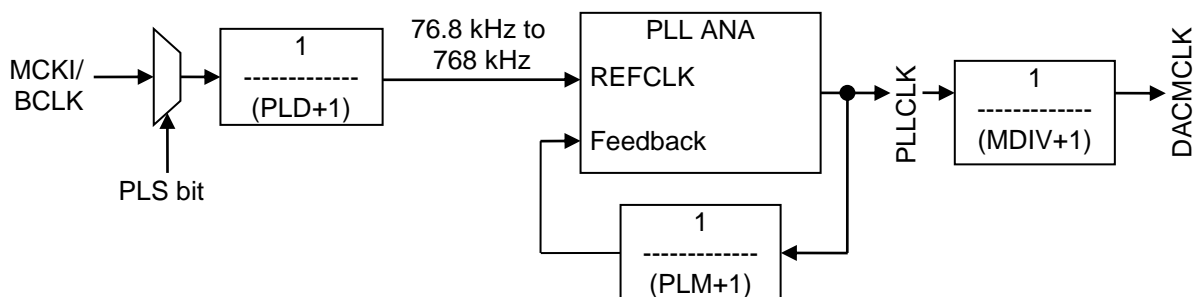 MCKI/
BCLK
PLS bit
1
--------------
(PLD+1)
76.8 kHz to
768 kHz
PLL ANA
REFCLK
Feedback
1
--------------
(PLM+1)
PLLCLK
1
--------------
(MDIV+1)
DACMCLK